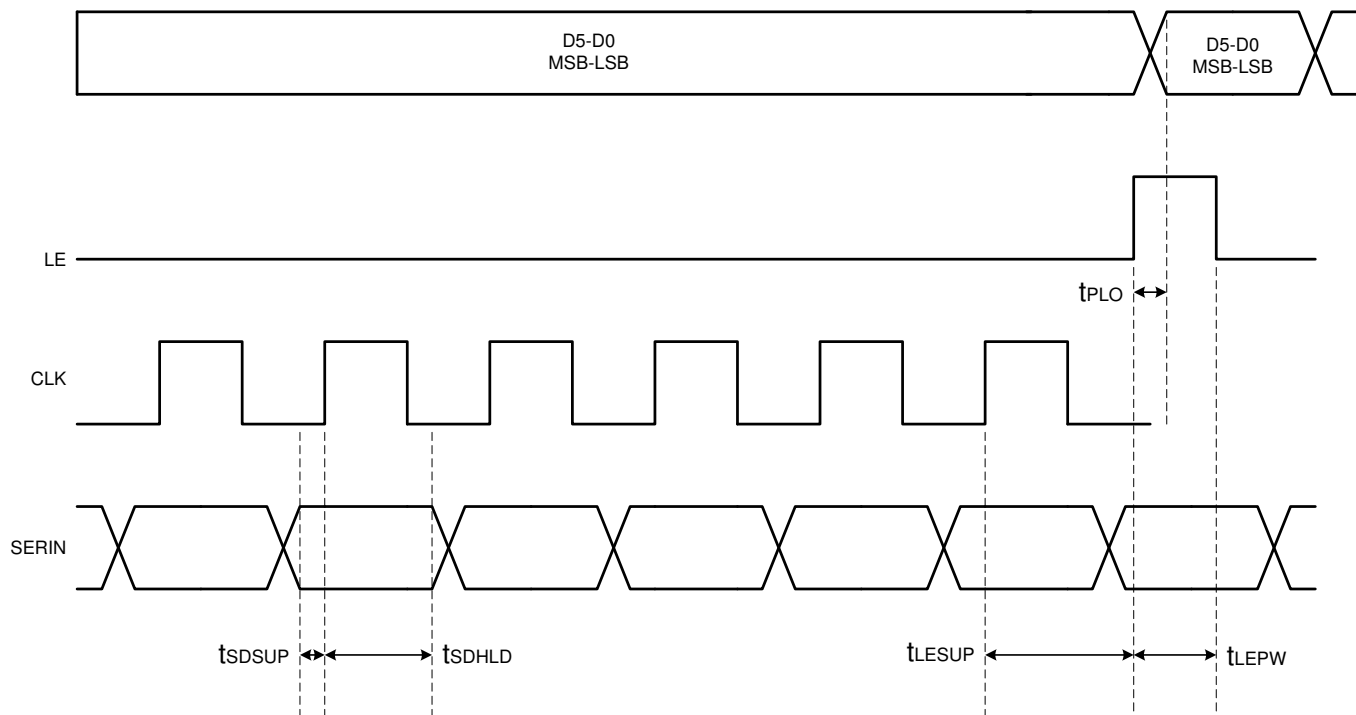 D5-D0
MSB-LSB
D5-D0
MSB-LSB
LE
tPLO
CLK
SERIN
tSDSUP
tSDHLD
tLESUP
tLEPW